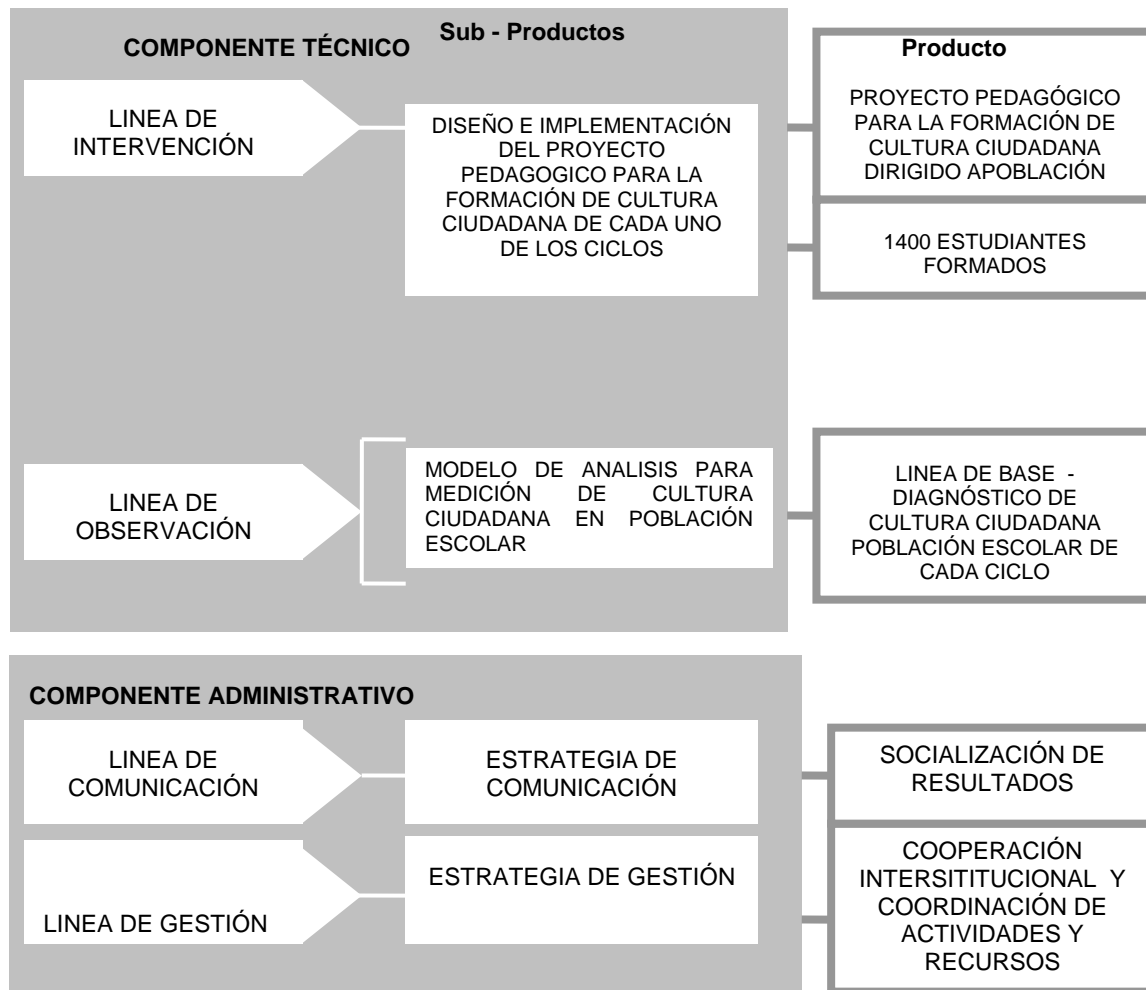 COMPONENTE TÉCNICO
Sub - Productos
Producto
LINEA DE
INTERVENCIÓN
DISEÑO E IMPLEMENTACIÓN
DEL PROYECTO
PEDAGOGICO PARA LA
FORMACIÓN DE CULTURA
CIUDADANA DE CADA UNO
DE LOS CICLOS
PROYECTO PEDAGÓGICO
PARA LA FORMACIÓN DE
CULTURA CIUDADANA
DIRIGIDO APOBLACIÓN
1400 ESTUDIANTES
FORMADOS
LINEA DE
OBSERVACIÓN
MODELO DE ANALISIS PARA
MEDICIÓN DE CULTURA
CIUDADANA EN POBLACIÓN
ESCOLAR
LINEA DE BASE -
DIAGNÓSTICO DE
CULTURA CIUDADANA
POBLACIÓN ESCOLAR DE
CADA CICLO
COMPONENTE ADMINISTRATIVO
LINEA DE
COMUNICACIÓN
ESTRATEGIA DE
COMUNICACIÓN
SOCIALIZACIÓN DE
RESULTADOS
LINEA DE GESTIÓN
ESTRATEGIA DE GESTIÓN
COOPERACIÓN
INTERSITITUCIONAL Y
COORDINACIÓN DE
ACTIVIDADES Y
RECURSOS